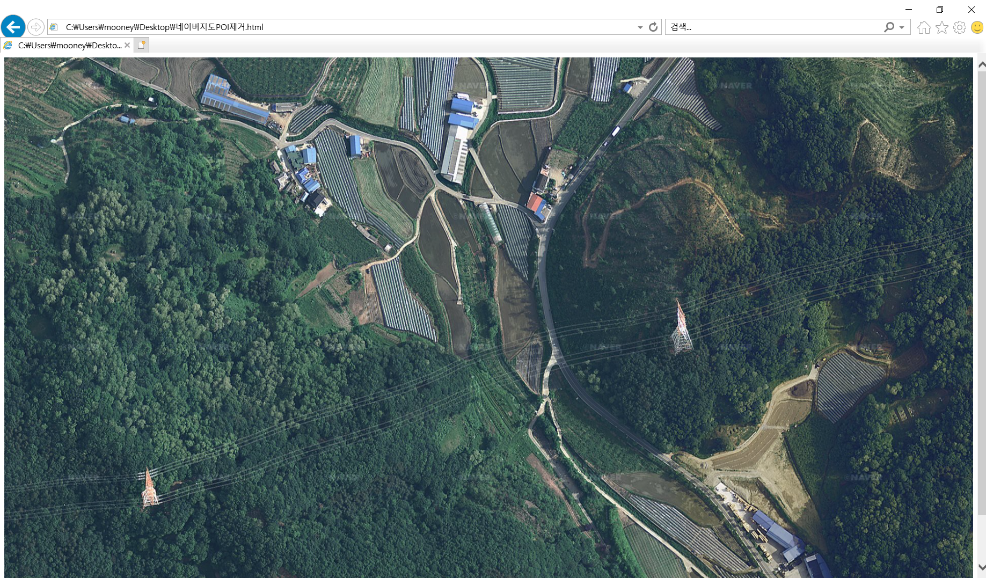 C:₩Users₩mooney₩Desktop₩네이버지도POI제거.html
검색...
C:₩Users₩mooney₩Deskto...
NAVER